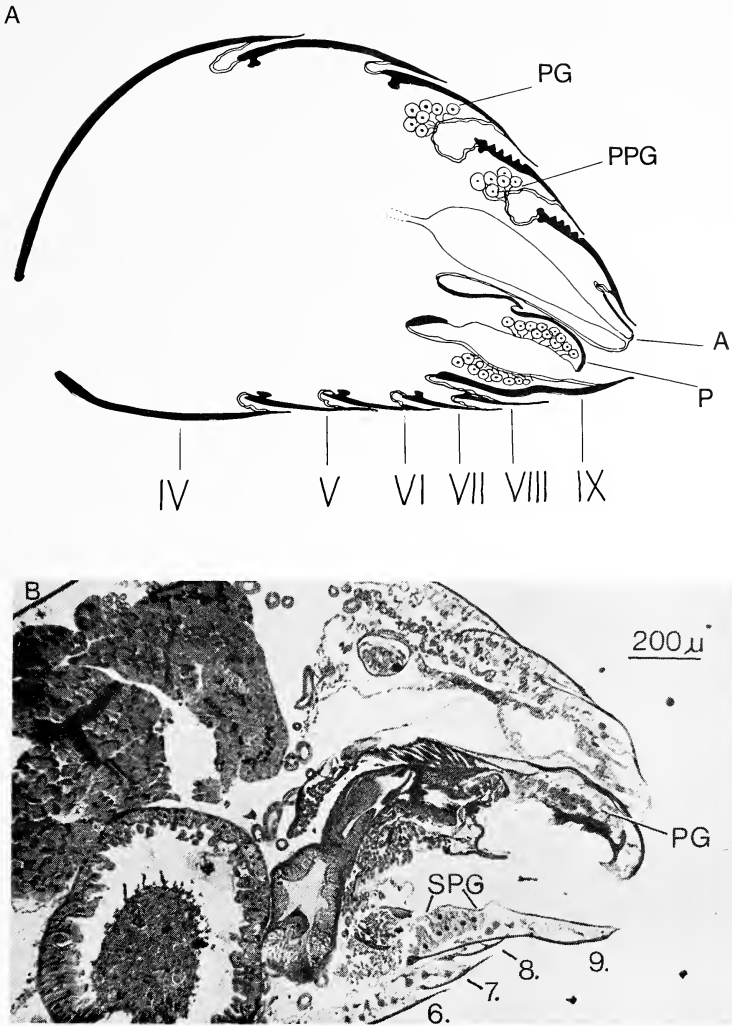 A
PG
PPG
A
P
IV V VI VII VIII IX
B
200 μ
PG
SPG
8. 9.
7.
6.